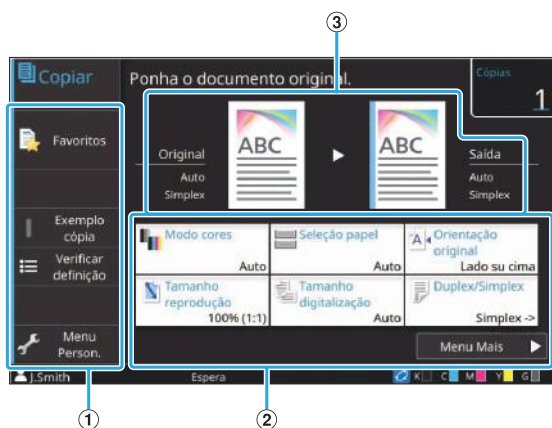 ③
Copiar
Ponha o documento original.
Cópias
1
Favoritos
Original
Auto
Simplex
ABC
ABC
Saída
Auto
Simplex
Exemplo
cópia
Verificar
definição
Menu
Person.
Modo cores
Auto
Seleção papel
Auto
Orientação
original
Lado su cima
Tamanho
reprodução
100% (1:1)
Tamanho
digitalização
Auto
Duplex/Simplex
Simplex ->
Menu Mais
J.Smith
Espera
K C M Y G
① ②